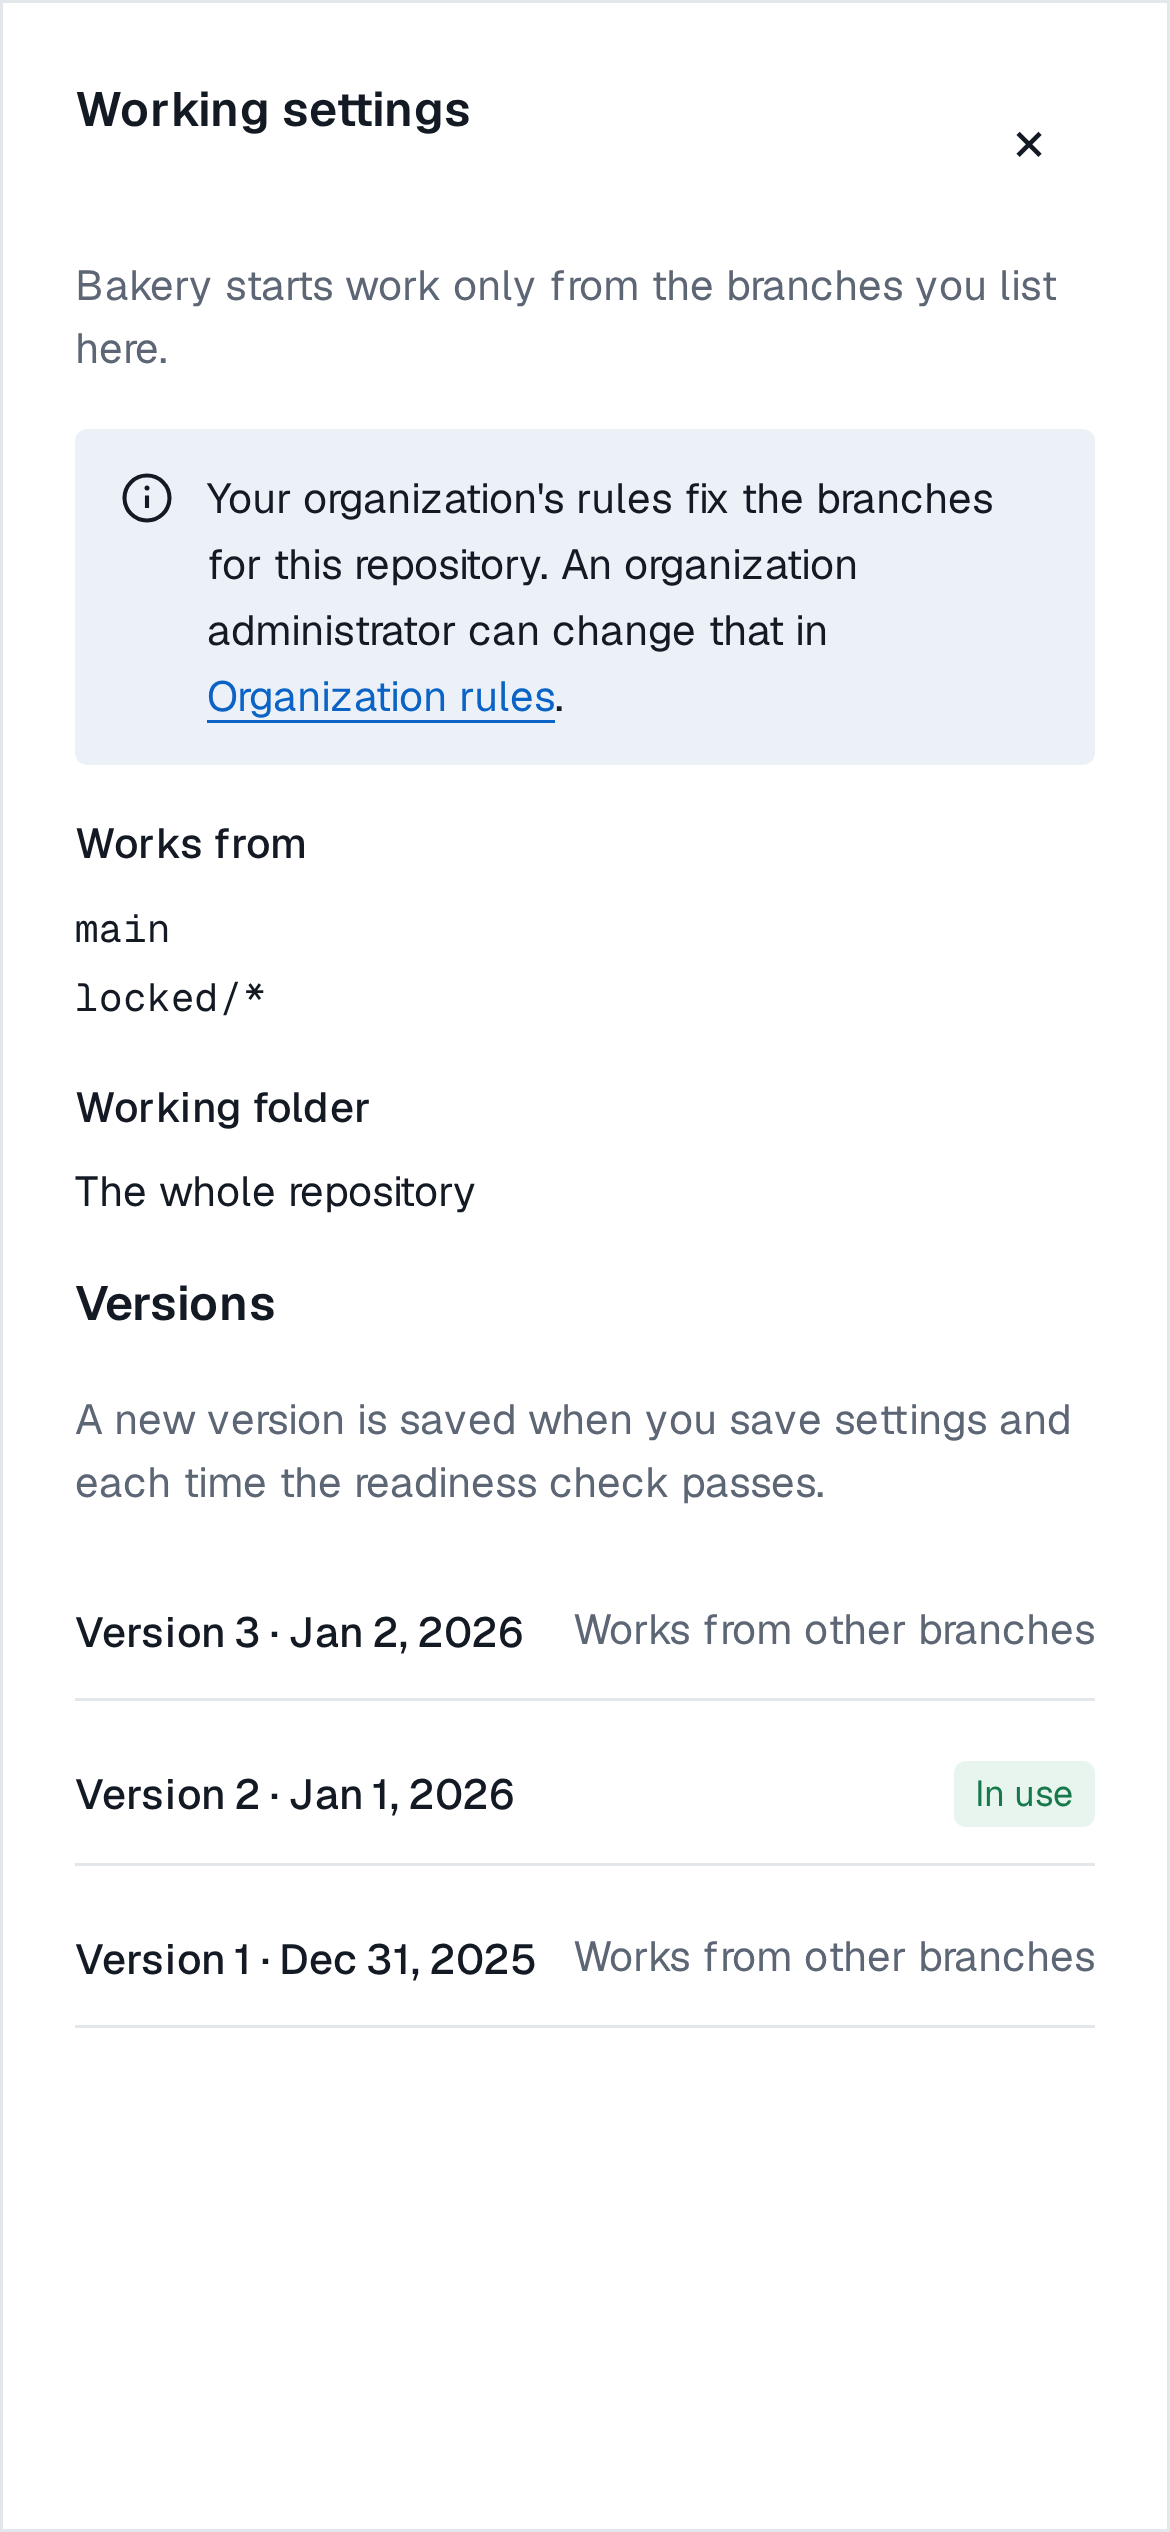 Working settings
Bakery starts work only from the branches you list
here.
Your organization's rules fix the branches
for this repository. An organization
administrator can change that in
Organization rules.
Works from
main
locked/*
Working folder
The whole repository
Versions
A new version is saved when you save settings and
each time the readiness check passes.
Version 3 · Jan 2, 2026 Works from other branches
Version 2 · Jan 1, 2026 In use
Version 1 · Dec 31, 2025 Works from other branches